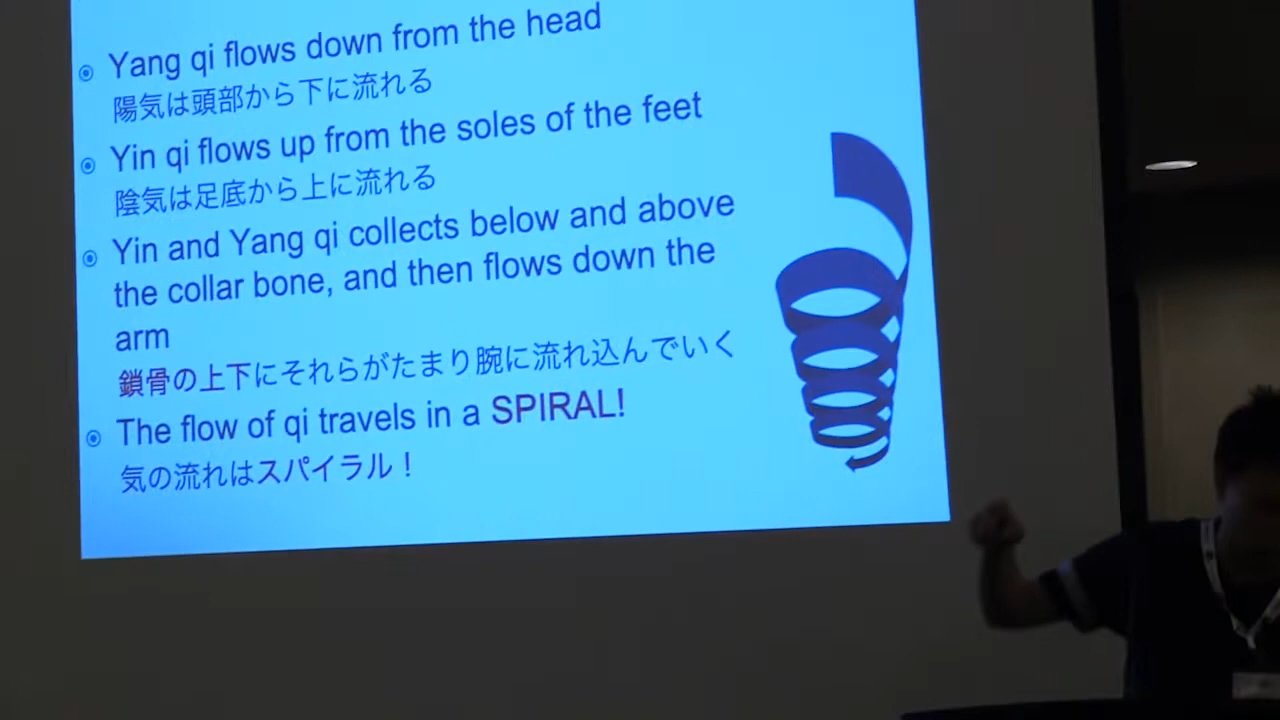 Yang qi flows down from the head
陽気は頭部から下に流れる
Yin qi flows up from the soles of the feet
陰気は足底から上に流れる
Yin and Yang qi collects below and above
the collar bone, and then flows down the
arm
鎖骨の上下にそれらがたまり腕に流れ込んでいく
The flow of qi travels in a SPIRAL!
気の流れはスパイラル！